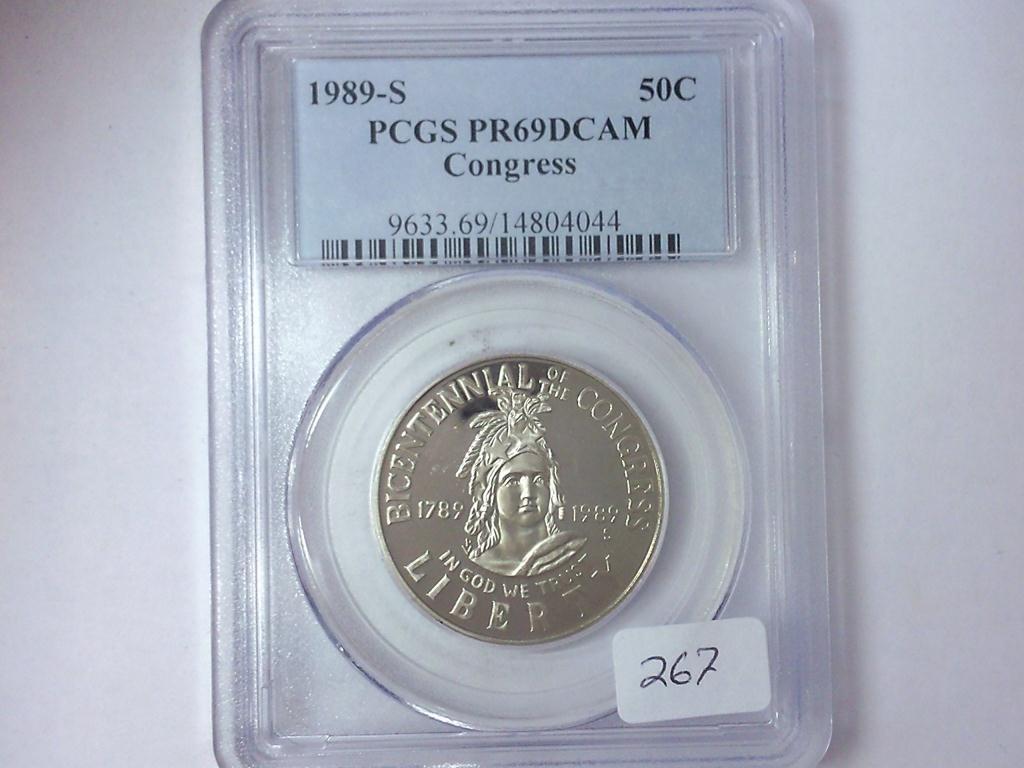 1989-S 50C
PCGS PR69DCAM
Congress
9633.69/14804044
BICENTENNIAL OF THE CONGRESS
1789 1989
S
IN GOD WE TRUST
LIBERTY
267